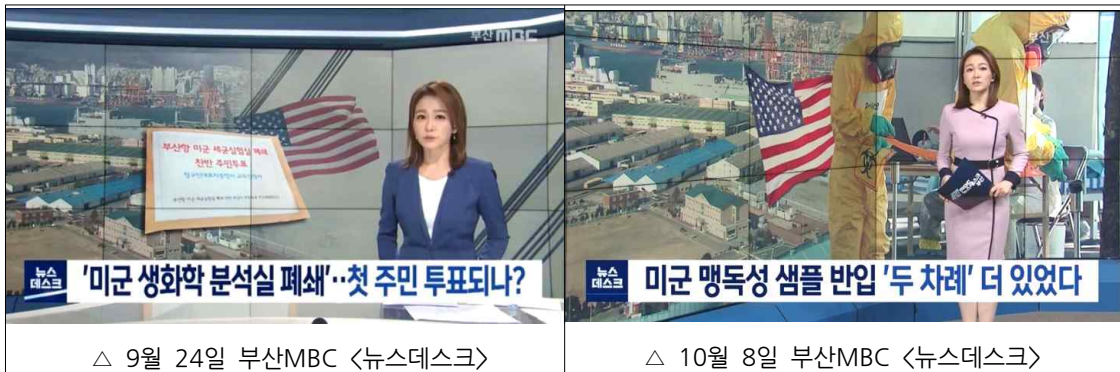 부산MBC
부산항 미군 세균실험실 폐쇄
찬반 주민투표
뉴스
데스크
'미군 생화학 분석실 폐쇄'··첫 주민 투표되나?
△ 9월 24일 부산MBC <뉴스데스크>
부산
뉴스
데스크
미군 맹독성 샘플 반입 '두 차례' 더 있었다
△ 10월 8일 부산MBC <뉴스데스크>